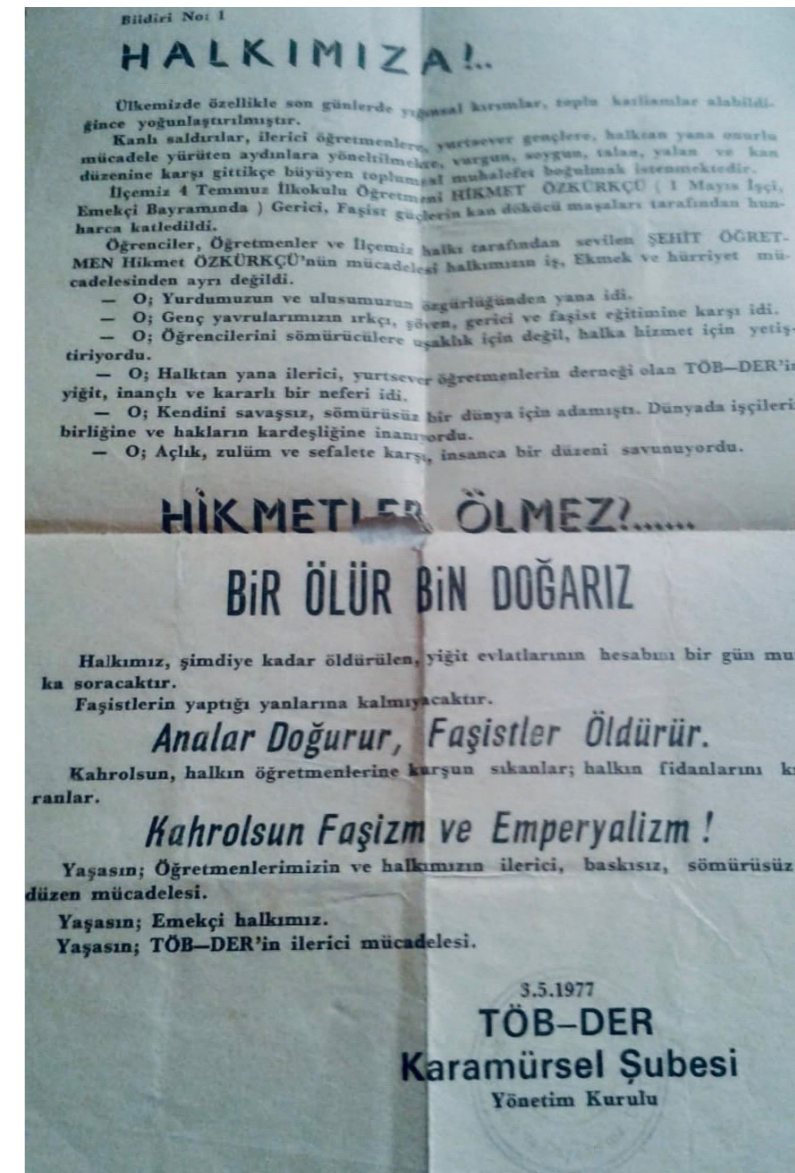 Bildiri No: 1
HALKIMIZA!..
Ülkemizde özellikle son günlerde yığınsal kırımlar, toplu katliamlar alabildi-
ğince yoğunlaştırılmıştır.
Kanlı saldırılar, ilerici öğretmenlere, yurtsever gençlere, halktan yana onurlu
mücadele yürüten aydınlara yöneltilmekte, vurgun, soygun, talan, yalan ve kan
düzenine karşı gittikçe büyüyen toplumsal muhalefet boğulmak istenmektedir.
İlçemiz 4 Temmuz İlkokulu Öğretmeni HİKMET ÖZKÜRKÇÜ ( 1 Mayıs İşçi,
Emekçi Bayramında ) Gerici, Faşist güçlerin kan dökücü maşaları tarafından hun-
harca katledildi.
Öğrenciler, Öğretmenler ve İlçemiz halkı tarafından sevilen ŞEHİT ÖĞRET-
MEN Hikmet ÖZKÜRKÇÜ'nün mücadelesi halkımızın iş, Ekmek ve hürriyet mü-
cadelesinden ayrı değildi.
— O; Yurdumuzun ve ulusumuzun özgürlüğünden yana idi.
— O; Genç yavrularımızın ırkçı, şöven, gerici ve faşist eğitimine karşı idi.
— O; Öğrencilerini sömürücülere uşaklık için değil, halka hizmet için yetiş-
tiriyordu.
— O; Halktan yana ilerici, yurtsever öğretmenlerin derneği olan TÖB—DER'in
yiğit, inançlı ve kararlı bir neferi idi.
— O; Kendini savaşsız, sömürüsüz bir dünya için adamıştı. Dünyada işçileri
birliğine ve hakların kardeşliğine inanıyordu.
— O; Açlık, zulüm ve sefalete karşı, insanca bir düzeni savunuyordu.
HİKMETLER ÖLMEZ!......
BİR ÖLÜR BİN DOĞARIZ
Halkımız, şimdiye kadar öldürülen, yiğit evlatlarının hesabını bir gün mu
ka soracaktır.
Faşistlerin yaptığı yanlarına kalmıyacaktır.
Analar Doğurur, Faşistler Öldürür.
Kahrolsun, halkın öğretmenlerine kurşun sıkanlar; halkın fidanlarını kı
ranlar.
Kahrolsun Faşizm ve Emperyalizm !
Yaşasın; Öğretmenlerimizin ve halkımızın ilerici, baskısız, sömürüsüz
düzen mücadelesi.
Yaşasın; Emekçi halkımız.
Yaşasın; TÖB—DER'in ilerici mücadelesi.
3.5.1977
TÖB–DER
Karamürsel Şubesi
Yönetim Kurulu